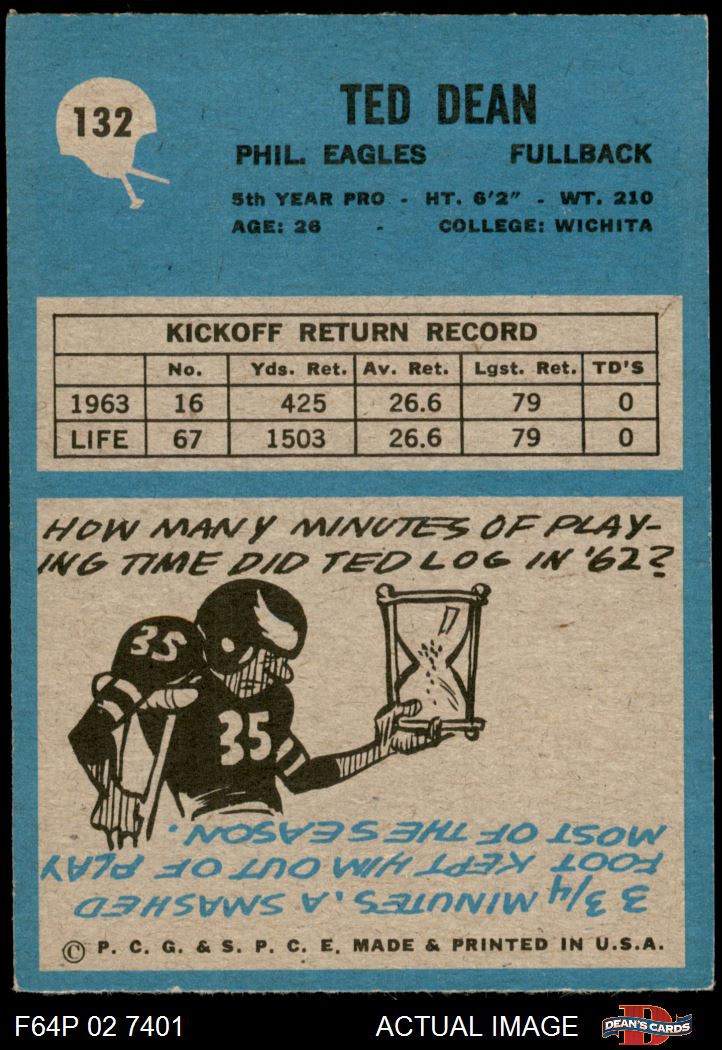 132
TED DEAN
PHIL. EAGLES FULLBACK
5th YEAR PRO - HT. 6'2" - WT. 210
AGE: 26 - COLLEGE: WICHITA
KICKOFF RETURN RECORD
No. Yds. Ret. Av. Ret. Lgst. Ret. TD'S
1963 16 425 26.6 79 0
LIFE 67 1503 26.6 79 0
HOW MANY MINUTES OF PLAY-
ING TIME DID TED LOG IN '62?
35
35
3 3/4 MINUTES. A SMASHED
FOOT KEPT HIM OUT OF PLAY
MOST OF THE SEASON.
© P. C. G. & S. P. C. E. MADE & PRINTED IN U.S.A.
F64P 02 7401 ACTUAL IMAGE
D
DEAN'S CARDS